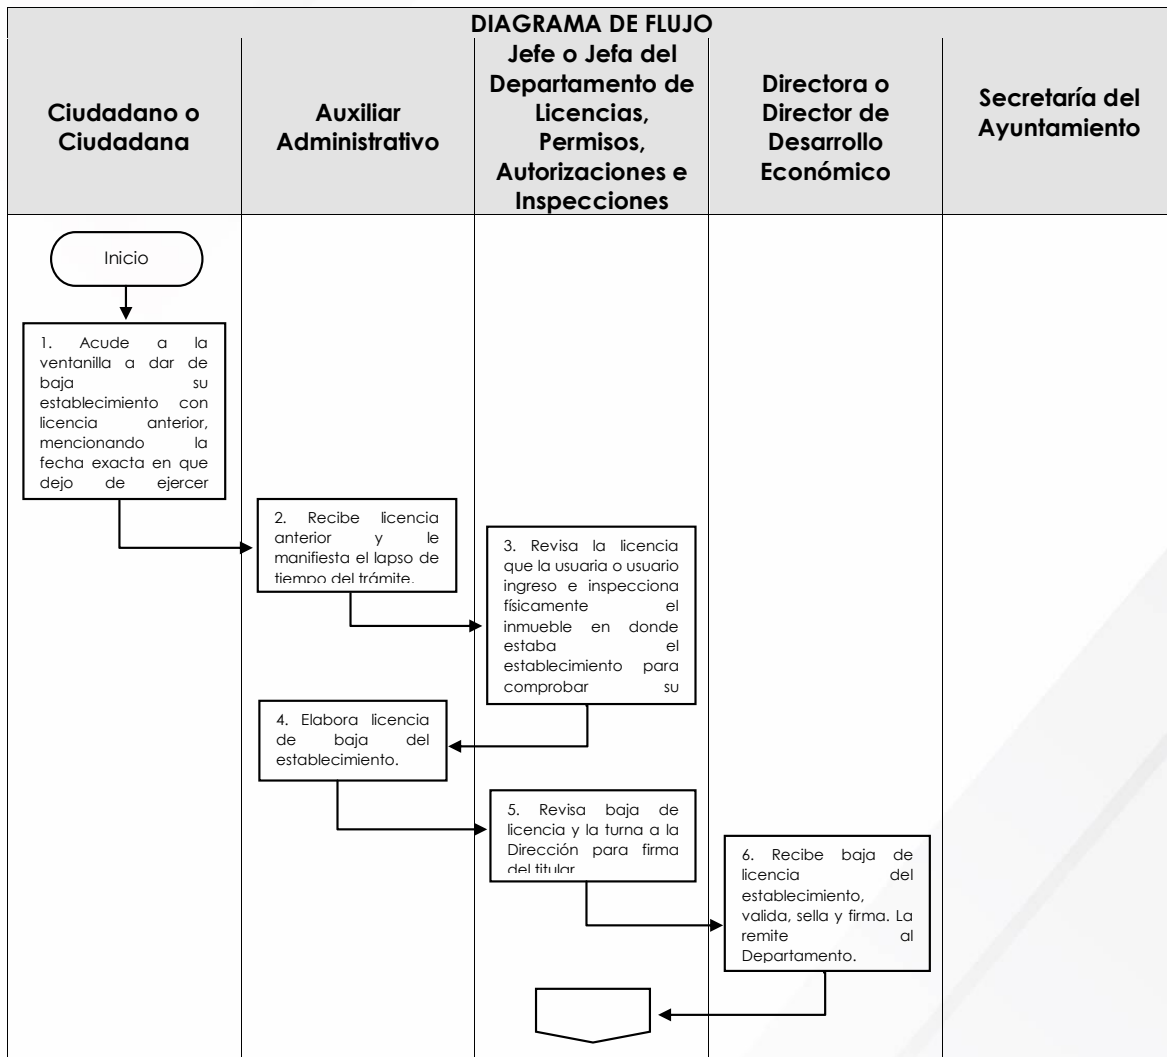 DIAGRAMA DE FLUJO
Ciudadano o
Ciudadana
Auxiliar
Administrativo
Jefe o Jefa del
Departamento de
Licencias,
Permisos,
Autorizaciones e
Inspecciones
Directora o
Director de
Desarrollo
Económico
Secretaría del
Ayuntamiento
Inicio
1. Acude a la
ventanilla a dar de
baja su
establecimiento con
licencia anterior,
mencionando la
fecha exacta en que
dejo de ejercer
2. Recibe licencia
anterior y le
manifiesta el lapso de
tiempo del trámite.
3. Revisa la licencia
que la usuaria o usuario
ingreso e inspecciona
físicamente el
inmueble en donde
estaba el
establecimiento para
comprobar su
4. Elabora licencia
de baja del
establecimiento.
5. Revisa baja de
licencia y la turna a la
Dirección para firma
del titular
6. Recibe baja de
licencia del
establecimiento,
valida, sella y firma. La
remite al
Departamento.